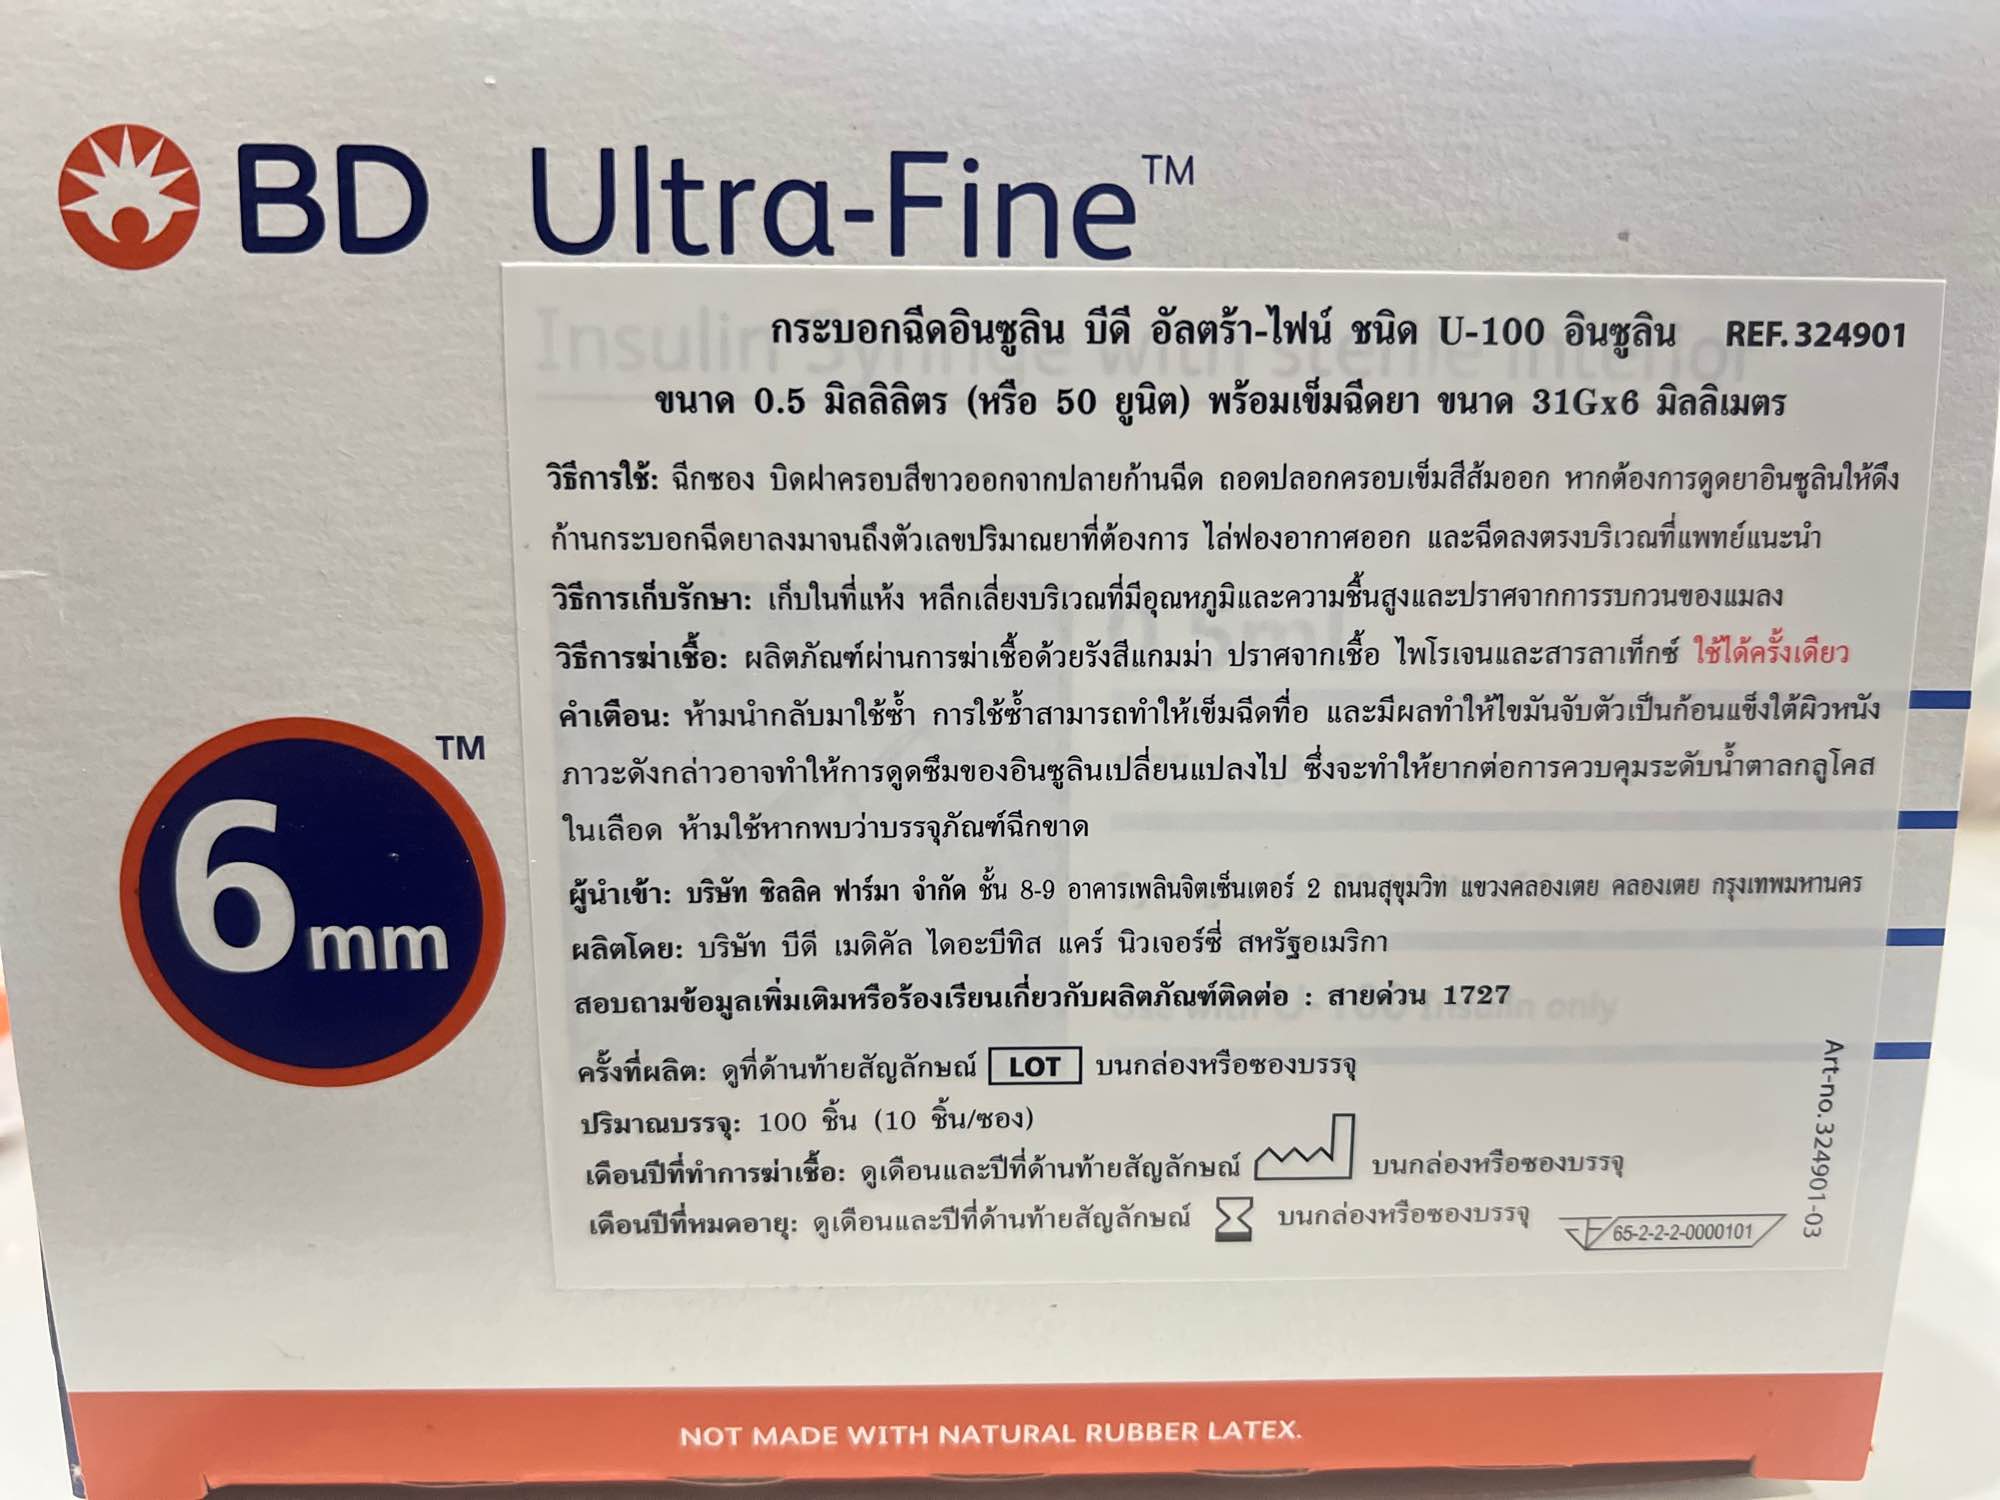 BD Ultra-Fine™
Insulin Syringe with sterile interior
กระบอกฉีดอินซูลิน บีดี อัลตร้า-ไฟน์ ชนิด U-100 อินซูลิน REF. 324901
ขนาด 0.5 มิลลิลิตร (หรือ 50 ยูนิต) พร้อมเข็มฉีดยา ขนาด 31Gx6 มิลลิเมตร
วิธีการใช้: ฉีกซอง บิดฝาครอบสีขาวออกจากปลายก้านฉีด ถอดปลอกครอบเข็มสีส้มออก หากต้องการดูดยาอินซูลินให้ดึง
ก้านกระบอกฉีดยาลงมาจนถึงตัวเลขปริมาณยาที่ต้องการ ไล่ฟองอากาศออก และฉีดลงตรงบริเวณที่แพทย์แนะนำ
วิธีการเก็บรักษา: เก็บในที่แห้ง หลีกเลี่ยงบริเวณที่มีอุณหภูมิและความชื้นสูงและปราศจากการรบกวนของแมลง
0.5ml
วิธีการฆ่าเชื้อ: ผลิตภัณฑ์ผ่านการฆ่าเชื้อด้วยรังสีแกมม่า ปราศจากเชื้อ ไพโรเจนและสารลาเท็กซ์ ใช้ได้ครั้งเดียว
คำเตือน: ห้ามนำกลับมาใช้ซ้ำ การใช้ซ้ำสามารถทำให้เข็มฉีดทื่อ และมีผลทำให้ไขมันจับตัวเป็นก้อนแข็งใต้ผิวหนัง
ภาวะดังกล่าวอาจทำให้การดูดซึมของอินซูลินเปลี่ยนแปลงไป ซึ่งจะทำให้ยากต่อการควบคุมระดับน้ำตาลกลูโคส
ในเลือด ห้ามใช้หากพบว่าบรรจุภัณฑ์ฉีกขาด
6mm™
ผู้นำเข้า: บริษัท ซิลลิค ฟาร์มา จำกัด ชั้น 8-9 อาคารเพลินจิตเซ็นเตอร์ 2 ถนนสุขุมวิท แขวงคลองเตย คลองเตย กรุงเทพมหานคร
ผลิตโดย: บริษัท บีดี เมดิคัล ไดอะบีทิส แคร์ นิวเจอร์ซี่ สหรัฐอเมริกา
สอบถามข้อมูลเพิ่มเติมหรือร้องเรียนเกี่ยวกับผลิตภัณฑ์ติดต่อ : สายด่วน 1727
Use with U-100 Insulin only
ครั้งที่ผลิต: ดูที่ด้านท้ายสัญลักษณ์ LOT บนกล่องหรือซองบรรจุ
ปริมาณบรรจุ: 100 ชิ้น (10 ชิ้น/ซอง)
เดือนปีที่ทำการฆ่าเชื้อ: ดูเดือนและปีที่ด้านท้ายสัญลักษณ์ บนกล่องหรือซองบรรจุ
เดือนปีที่หมดอายุ: ดูเดือนและปีที่ด้านท้ายสัญลักษณ์ บนกล่องหรือซองบรรจุ
65-2-2-2-0000101
Art-no.324901-03
NOT MADE WITH NATURAL RUBBER LATEX.